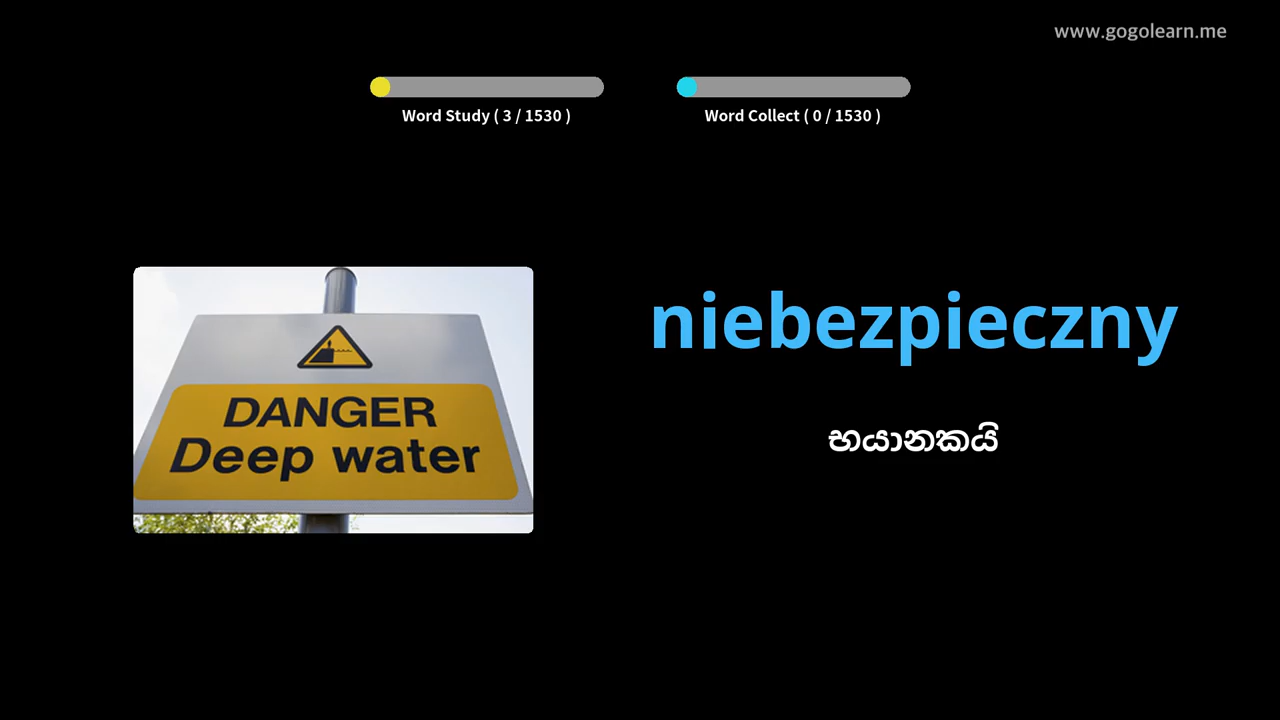 www.gogolearn.me
Word Study ( 3 / 1530 )
Word Collect ( 0 / 1530 )
DANGER
Deep water
niebezpieczny
භයානකයි